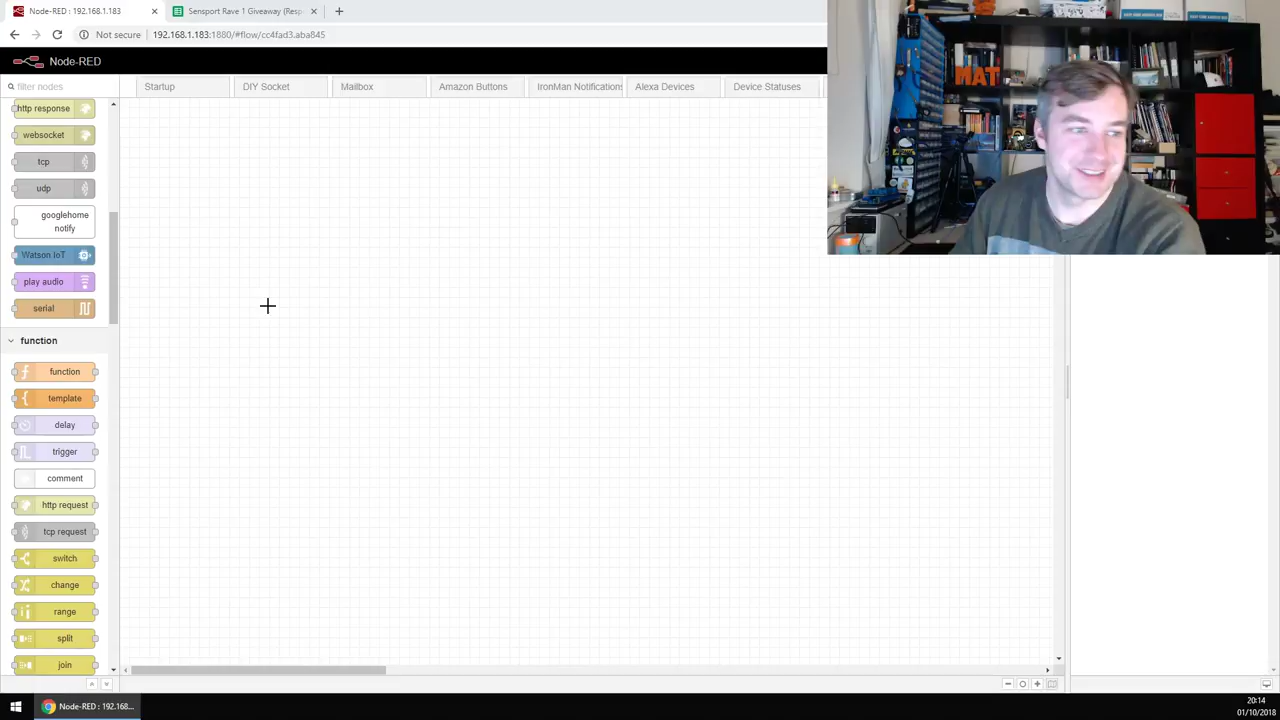 Node-RED : 192.168.1.183
Sensport Rave 1 Giveaway (Resp
Not secure
192.168.1.183:1880/#flow/cc4fad3.aba845
Node-RED
filter nodes
Startup
DIY Socket
Mailbox
Amazon Buttons
IronMan Notifications
Alexa Devices
Device Statuses
http response
websocket
tcp
udp
googlehome
notify
Watson IoT
play audio
serial
function
function
template
delay
trigger
comment
http request
tcp request
switch
change
range
split
join
MAT
Node-RED : 192.168...
20:14
01/10/2018